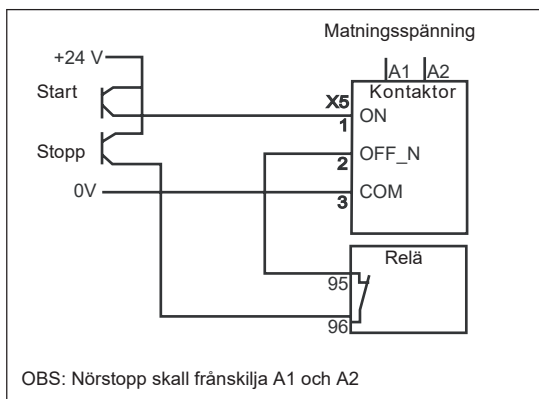 Matningsspänning
+24 V
A1 A2
Start
X5
Kontaktor
1
ON
Stopp
2
OFF_N
0V
3
COM
Relä
95
96
OBS: Nörstopp skall frånskilja A1 och A2